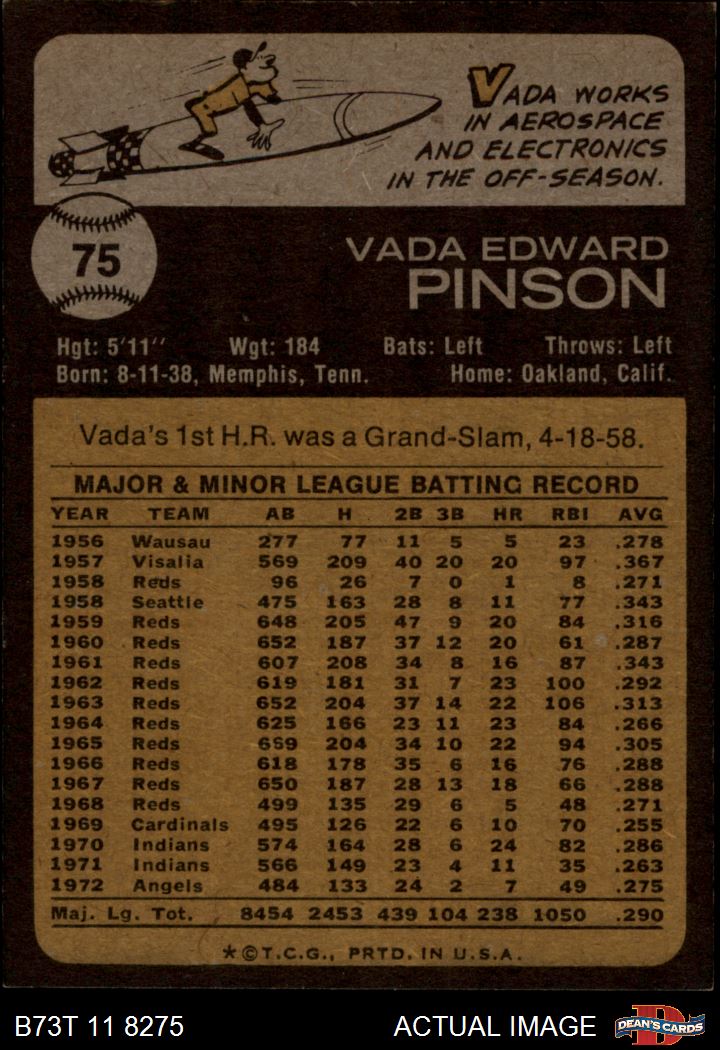 VADA WORKS
IN AEROSPACE
AND ELECTRONICS
IN THE OFF-SEASON.
75
VADA EDWARD
PINSON
Hgt: 5'11" Wgt: 184 Bats: Left Throws: Left
Born: 8-11-38, Memphis, Tenn. Home: Oakland, Calif.
Vada's 1st H.R. was a Grand-Slam, 4-18-58.
MAJOR & MINOR LEAGUE BATTING RECORD
YEAR TEAM AB H 2B 3B HR RBI AVG
1956 Wausau 277 77 11 5 5 23 .278
1957 Visalia 569 209 40 20 20 97 .367
1958 Reds 96 26 7 0 1 8 .271
1958 Seattle 475 163 28 8 11 77 .343
1959 Reds 648 205 47 9 20 84 .316
1960 Reds 652 187 37 12 20 61 .287
1961 Reds 607 208 34 8 16 87 .343
1962 Reds 619 181 31 7 23 100 .292
1963 Reds 652 204 37 14 22 106 .313
1964 Reds 625 166 23 11 23 84 .266
1965 Reds 669 204 34 10 22 94 .305
1966 Reds 618 178 35 6 16 76 .288
1967 Reds 650 187 28 13 18 66 .288
1968 Reds 499 135 29 6 5 48 .271
1969 Cardinals 495 126 22 6 10 70 .255
1970 Indians 574 164 28 6 24 82 .286
1971 Indians 566 149 23 4 11 35 .263
1972 Angels 484 133 24 2 7 49 .275
Maj. Lg. Tot. 8454 2453 439 104 238 1050 .290
*©T.C.G., PRTD. IN U.S.A.
B73T 11 8275 ACTUAL IMAGE D DEAN'S CARDS